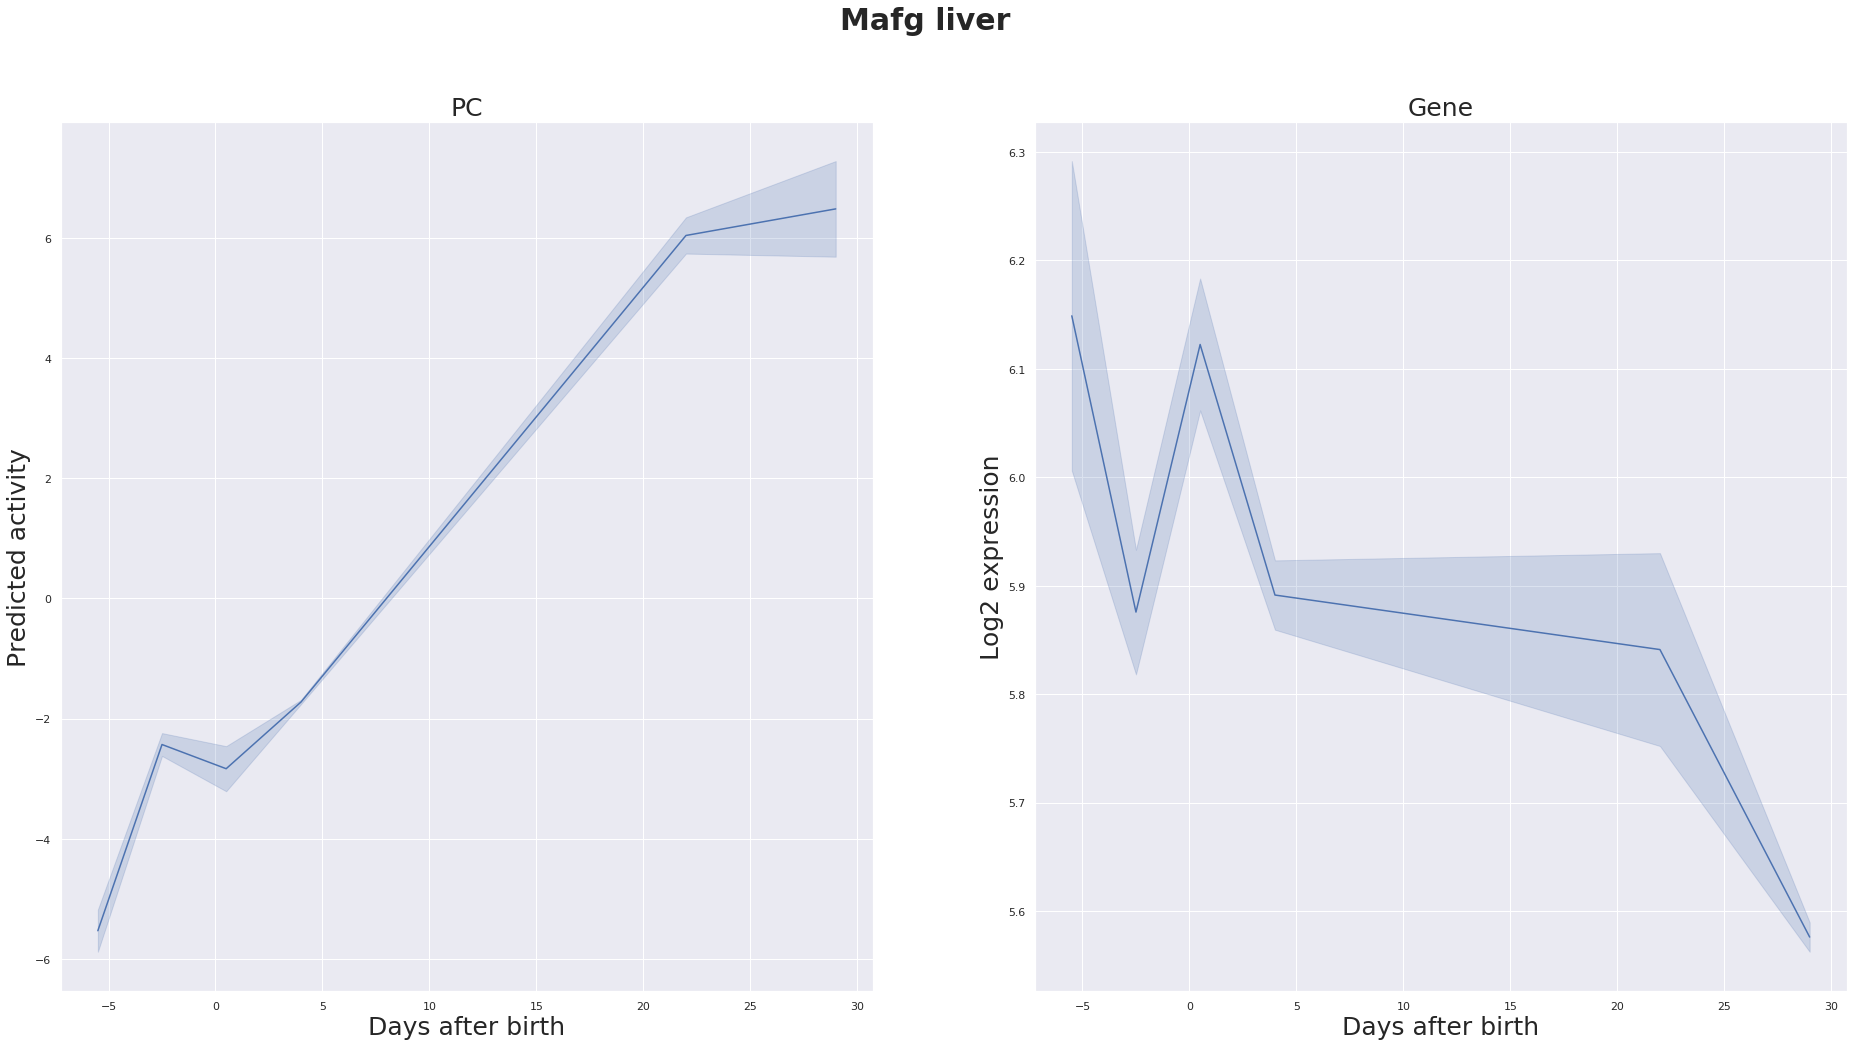 Mafg liver
PC
Predicted activity
6
4
2
0
−2
−4
−6
−5 0 5 10 15 20 25 30
Days after birth
Gene
Log2 expression
6.3
6.2
6.1
6.0
5.9
5.8
5.7
5.6
−5 0 5 10 15 20 25 30
Days after birth